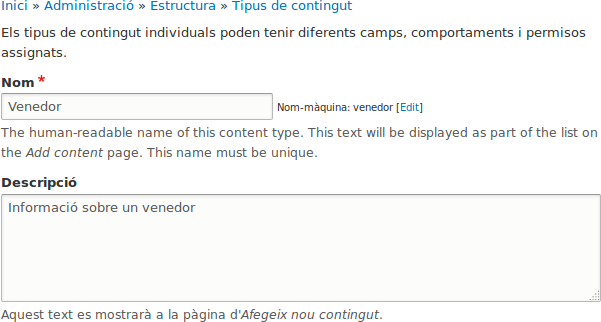 Inici » Administració » Estructura » Tipus de contingut
Els tipus de contingut individuals poden tenir diferents camps, comportaments i permisos
assignats.
Nom *
Venedor Nom-màquina: venedor [Edit]
The human-readable name of this content type. This text will be displayed as part of the list on
the Add content page. This name must be unique.
Descripció
Informació sobre un venedor
Aquest text es mostrarà a la pàgina d'Afegeix nou contingut.